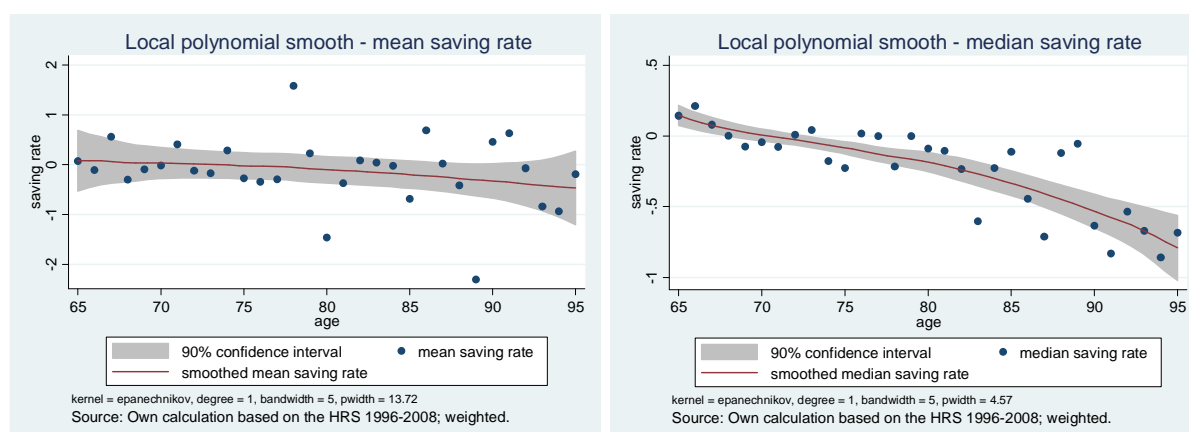 Local polynomial smooth - mean saving rate
2
1
0
-1
-2
saving rate
65 70 75 80 85 90 95
age
90% confidence interval mean saving rate
smoothed mean saving rate
kernel = epanechnikov, degree = 1, bandwidth = 5, pwidth = 13.72
Source: Own calculation based on the HRS 1996-2008; weighted.
Local polynomial smooth - median saving rate
.5
0
-.5
-1
saving rate
65 70 75 80 85 90 95
age
90% confidence interval median saving rate
smoothed median saving rate
kernel = epanechnikov, degree = 1, bandwidth = 5, pwidth = 4.57
Source: Own calculation based on the HRS 1996-2008; weighted.